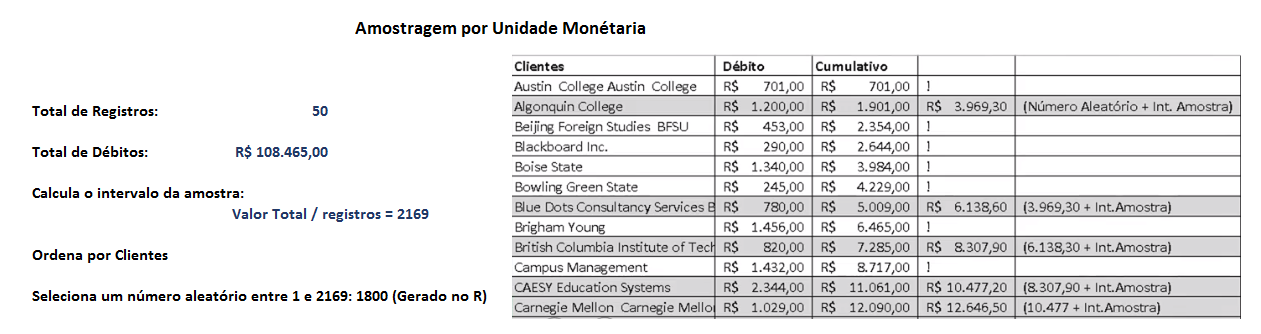 Amostragem por Unidade Monétaria
Total de Registros: 50
Total de Débitos: R$ 108.465,00
Calcula o intervalo da amostra:
Valor Total / registros = 2169
Ordena por Clientes
Seleciona um número aleatório entre 1 e 2169: 1800 (Gerado no R)
Clientes Débito Cumulativo
Austin College Austin College R$ 701,00 R$ 701,00 !
Algonquin College R$ 1.200,00 R$ 1.901,00 R$ 3.969,30 (Número Aleatório + Int. Amostra)
Beijing Foreign Studies BFSU R$ 453,00 R$ 2.354,00 !
Blackboard Inc. R$ 290,00 R$ 2.644,00 !
Boise State R$ 1.340,00 R$ 3.984,00 !
Bowling Green State R$ 245,00 R$ 4.229,00 !
Blue Dots Consultancy Services B R$ 780,00 R$ 5.009,00 R$ 6.138,60 (3.969,30 + Int.Amostra)
Brigham Young R$ 1.456,00 R$ 6.465,00 !
British Columbia Institute of Tech R$ 820,00 R$ 7.285,00 R$ 8.307,90 (6.138,30 + Int.Amostra)
Campus Management R$ 1.432,00 R$ 8.717,00 !
CAESY Education Systems R$ 2.344,00 R$ 11.061,00 R$ 10.477,20 (8.307,90 + Int.Amostra)
Carnegie Mellon Carnegie Mello R$ 1.029,00 R$ 12.090,00 R$ 12.646,50 (10.477 + Int.Amostra)